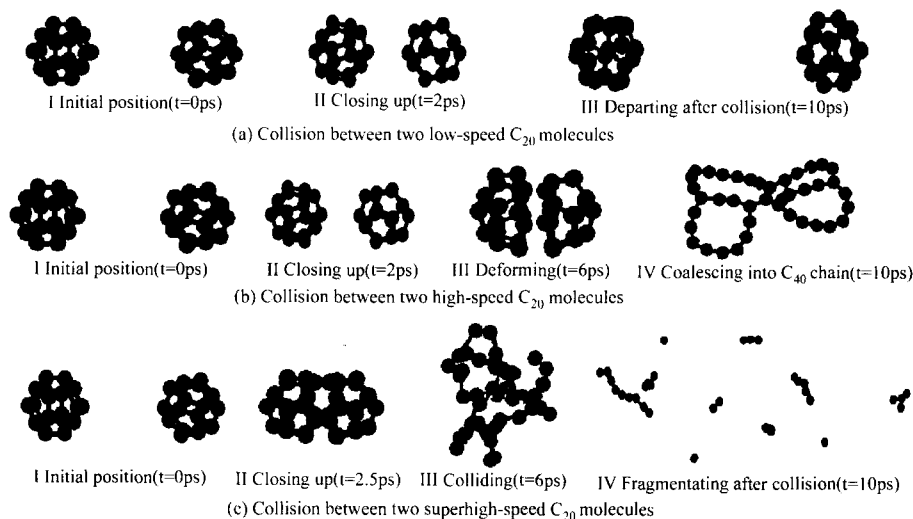 I Initial position(t=0ps) II Closing up(t=2ps) III Departing after collision(t=10ps)
(a) Collision between two low-speed C₂₀ molecules
I Initial position(t=0ps) II Closing up(t=2ps) III Deforming(t=6ps) IV Coalescing into C₄₀ chain(t=10ps)
(b) Collision between two high-speed C₂₀ molecules
I Initial position(t=0ps) II Closing up(t=2.5ps) III Colliding(t=6ps) IV Fragmentating after collision(t=10ps)
(c) Collision between two superhigh-speed C₂₀ molecules